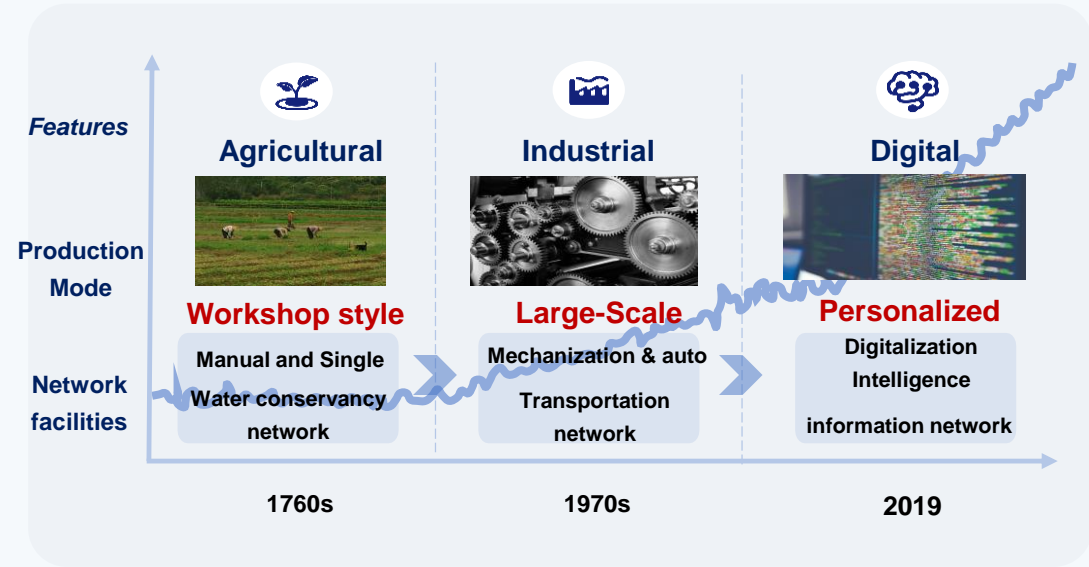 Features
Agricultural
Industrial
Digital
Production
Mode
Workshop style
Large-Scale
Personalized
Network
facilities
Manual and Single
Water conservancy
network
Mechanization & auto
Transportation
network
Digitalization
Intelligence
information network
1760s
1970s
2019